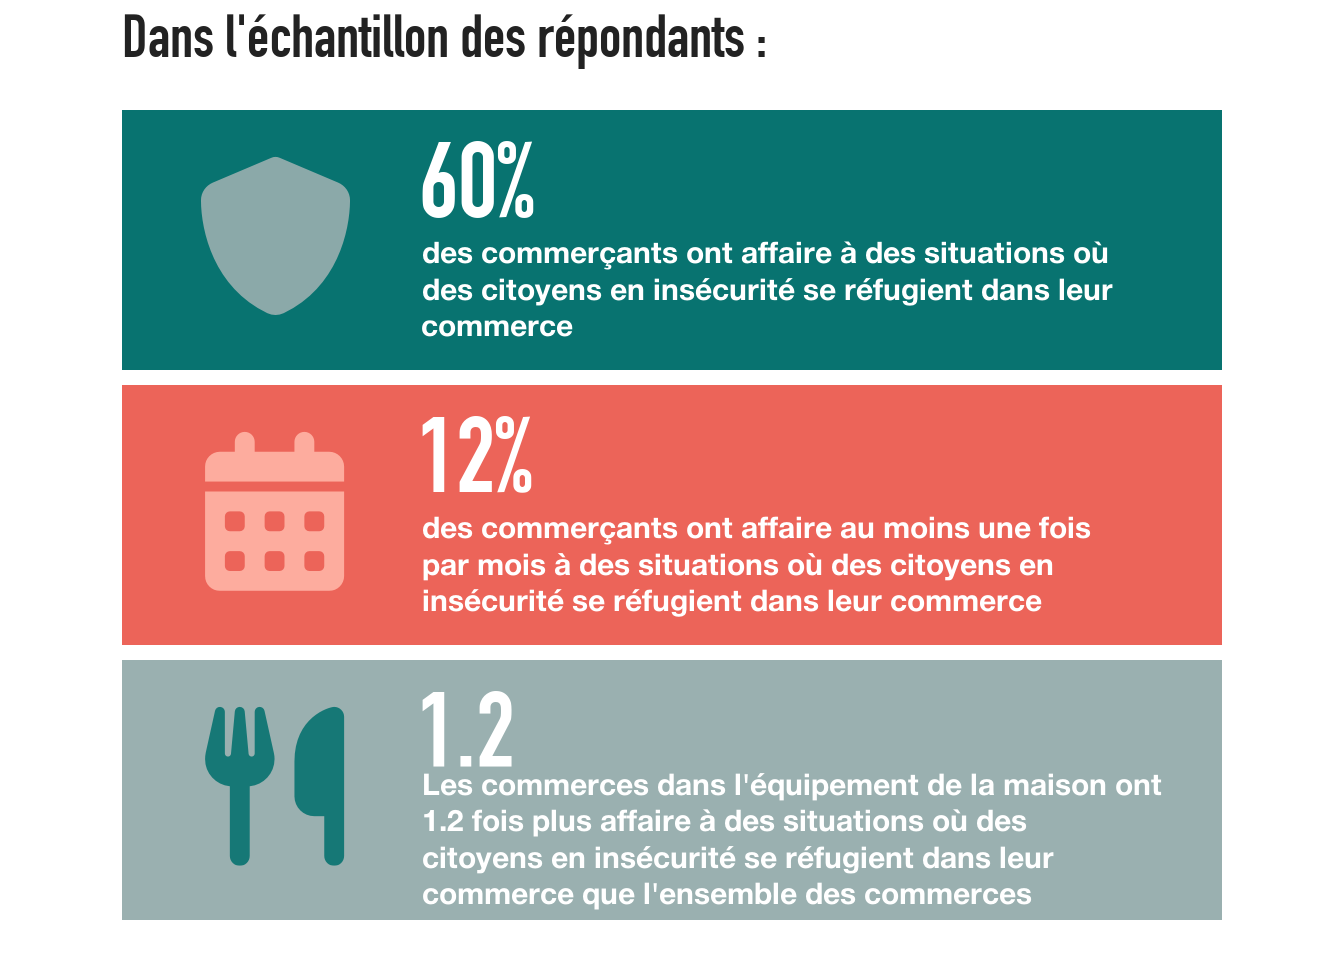 Dans l'échantillon des répondants :
60%
des commerçants ont affaire à des situations où
des citoyens en insécurité se réfugient dans leur
commerce
12%
des commerçants ont affaire au moins une fois
par mois à des situations où des citoyens en
insécurité se réfugient dans leur commerce
1.2
Les commerces dans l'équipement de la maison ont
1.2 fois plus affaire à des situations où des
citoyens en insécurité se réfugient dans leur
commerce que l'ensemble des commerces